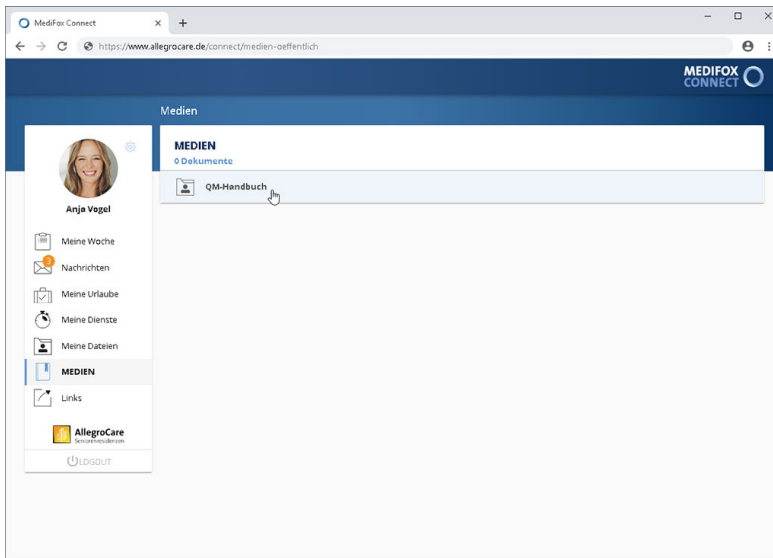 MediFox Connect
https://www.allegrocare.de/connect/medien-oeffentlich
MEDIFOX
CONNECT
Medien
MEDIEN
0 Dokumente
QM-Handbuch
Anja Vogel
Meine Woche
3
Nachrichten
Meine Urlaube
Meine Dienste
Meine Dateien
MEDIEN
Links
AllegroCare
Seniorenresidenzen
LOGOUT